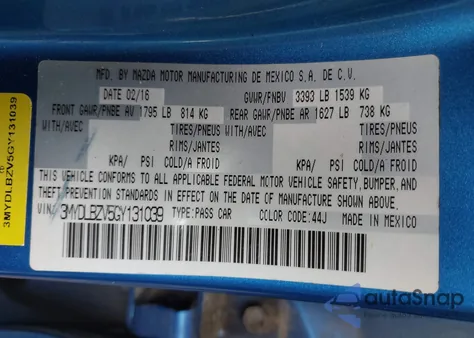 MFD. BY MAZDA MOTOR MANUFACTURING DE MEXICO S.A. DE C.V.
DATE 02/16 GVWR/PNBV 3393 LB 1539 KG
FRONT GAWR/PNBE AV 1795 LB 814 KG REAR GAWR/PNBE AR 1627 LB 738 KG
WITH/AVEC TIRES/PNEUS WITH/AVEC TIRES/PNEUS
RIMS/JANTES RIMS/JANTES
KPA/ PSI COLD/A FROID KPA/ PSI COLD/A FROID
THIS VEHICLE CONFORMS TO ALL APPLICABLE FEDERAL MOTOR VEHICLE SAFETY, BUMPER, AND
THEFT PREVENTION STANDARDS IN EFFECT ON THE DATE OF MANUFACTURE SHOWN ABOVE.
VIN: 3MYDLBZV5GY131039 TYPE:PASS CAR COLOR CODE:44J MADE IN MEXICO
3MYDLBZV5GY131039
autoSnap